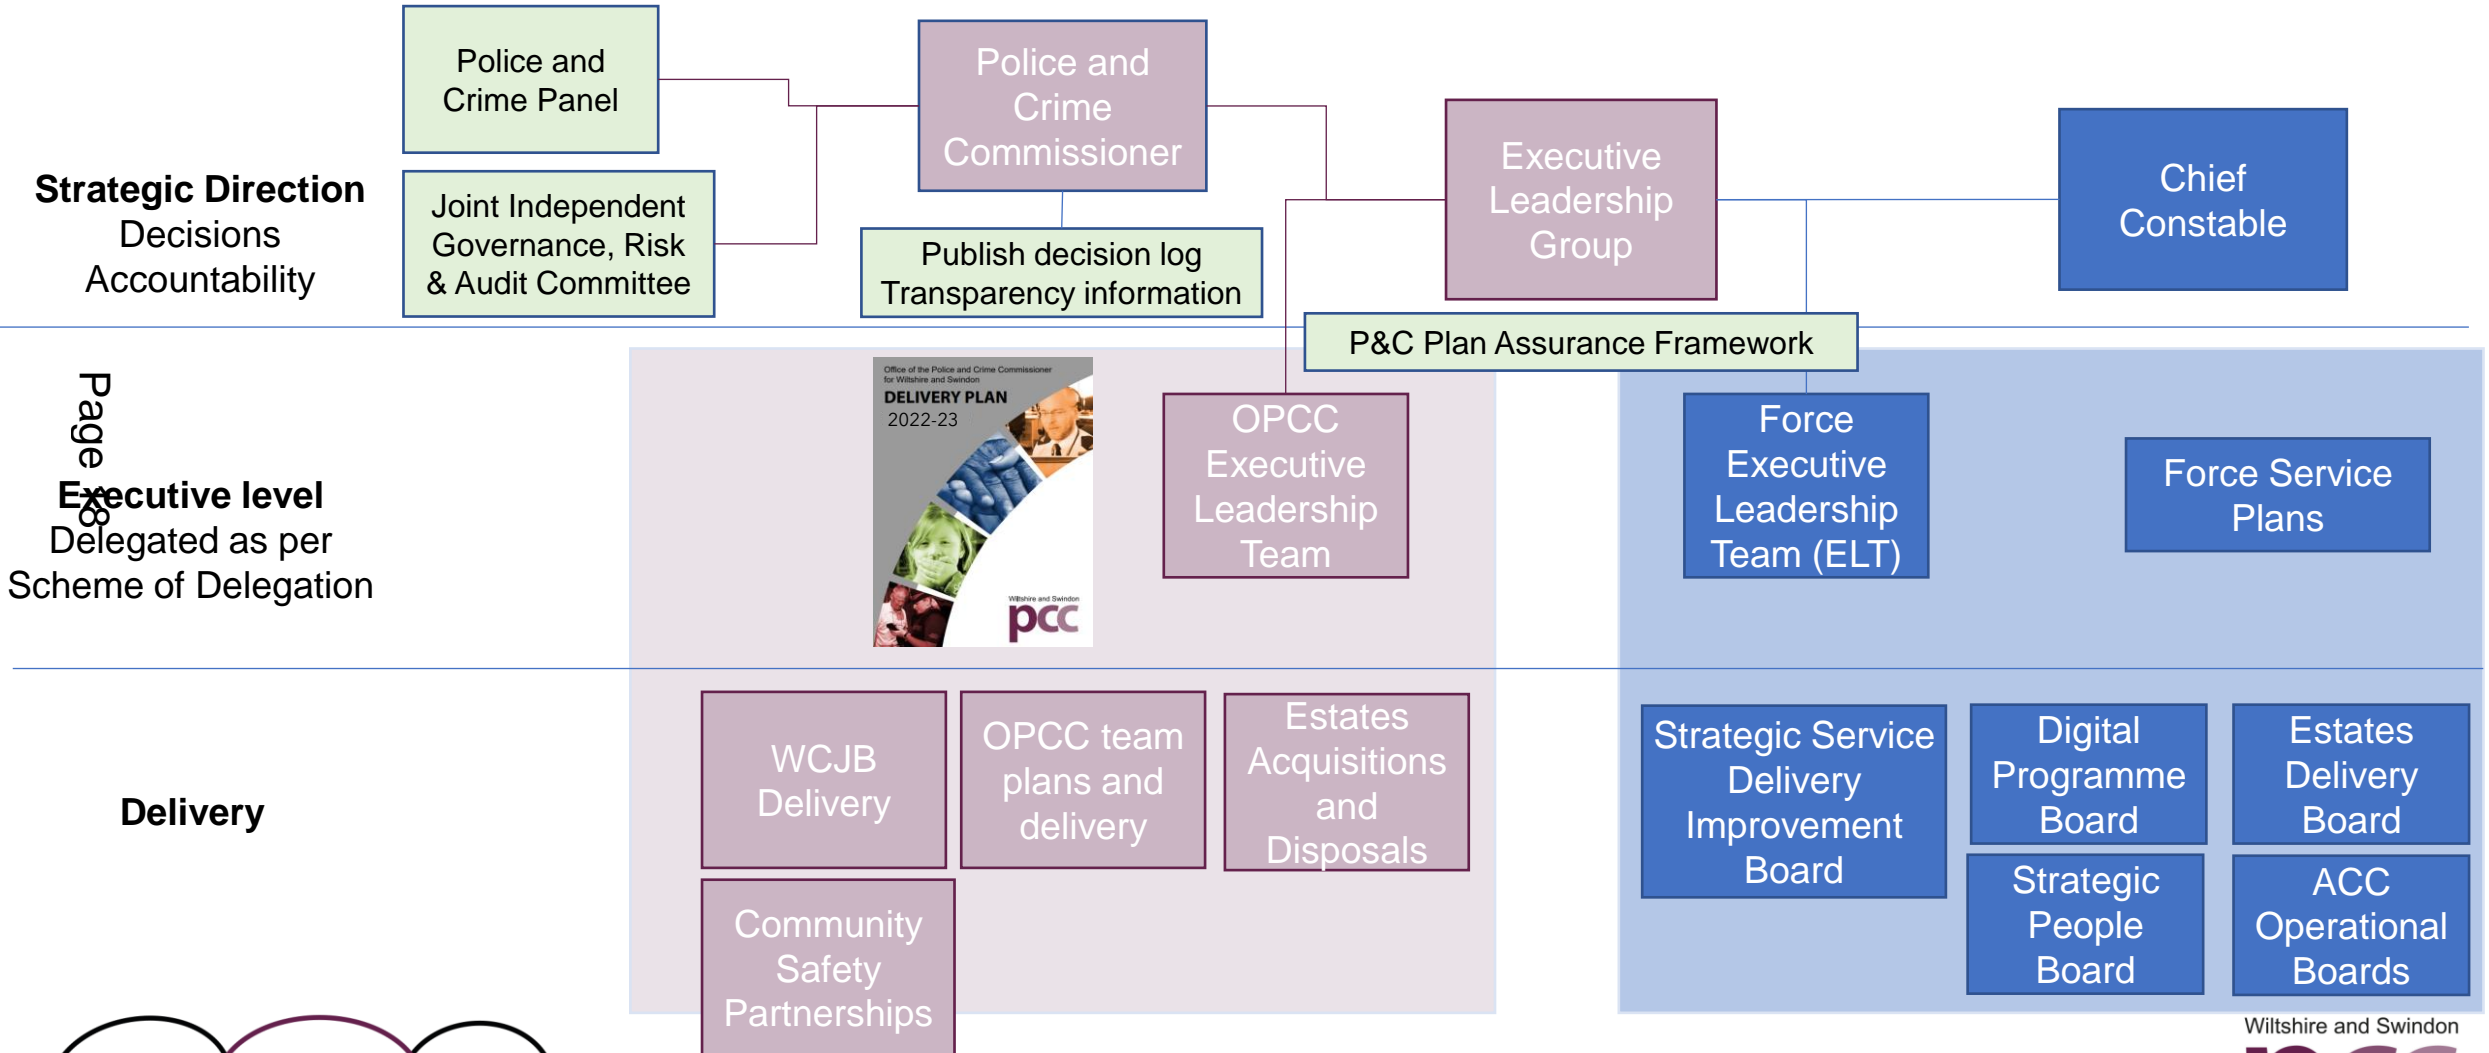 Police and
Crime Panel
Police and
Crime
Commissioner
Executive
Leadership
Group
Chief
Constable
Strategic Direction
Decisions
Accountability
Joint Independent
Governance, Risk
& Audit Committee
Publish decision log
Transparency information
P&C Plan Assurance Framework
Page 18
Executive level
Delegated as per
Scheme of Delegation
Office of the Police and Crime Commissioner
for Wiltshire and Swindon
DELIVERY PLAN
2022-23
Wiltshire and Swindon
pcc
OPCC
Executive
Leadership
Team
Force
Executive
Leadership
Team (ELT)
Force Service
Plans
Delivery
WCJB
Delivery
OPCC team
plans and
delivery
Estates
Acquisitions
and
Disposals
Community
Safety
Partnerships
Strategic Service
Delivery
Improvement
Board
Digital
Programme
Board
Estates
Delivery
Board
Strategic
People
Board
ACC
Operational
Boards
Wiltshire and Swindon
pcc